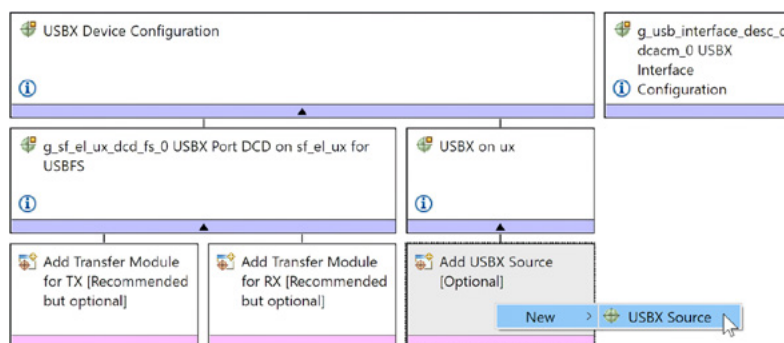 USBX Device Configuration
g_usb_interface_desc_c
dcacm_0 USBX
Interface
Configuration
g_sf_el_ux_dcd_fs_0 USBX Port DCD on sf_el_ux for
USBFS
USBX on ux
Add Transfer Module
for TX [Recommended
but optional]
Add Transfer Module
for RX [Recommended
but optional]
Add USBX Source
[Optional]
New
USBX Source